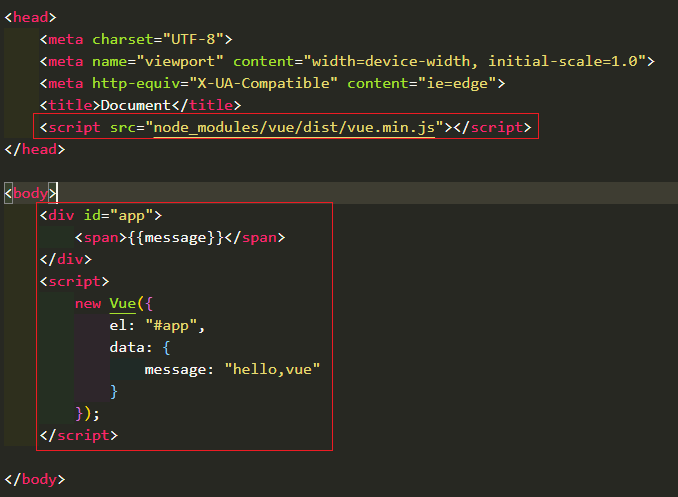 <head>
<meta charset="UTF-8">
<meta name="viewport" content="width=device-width, initial-scale=1.0">
<meta http-equiv="X-UA-Compatible" content="ie=edge">
<title>Document</title>
<script src="node_modules/vue/dist/vue.min.js"></script>
</head>
<body>
<div id="app">
<span>{{message}}</span>
</div>
<script>
new Vue({
el: "#app",
data: {
message: "hello,vue"
}
});
</script>
</body>